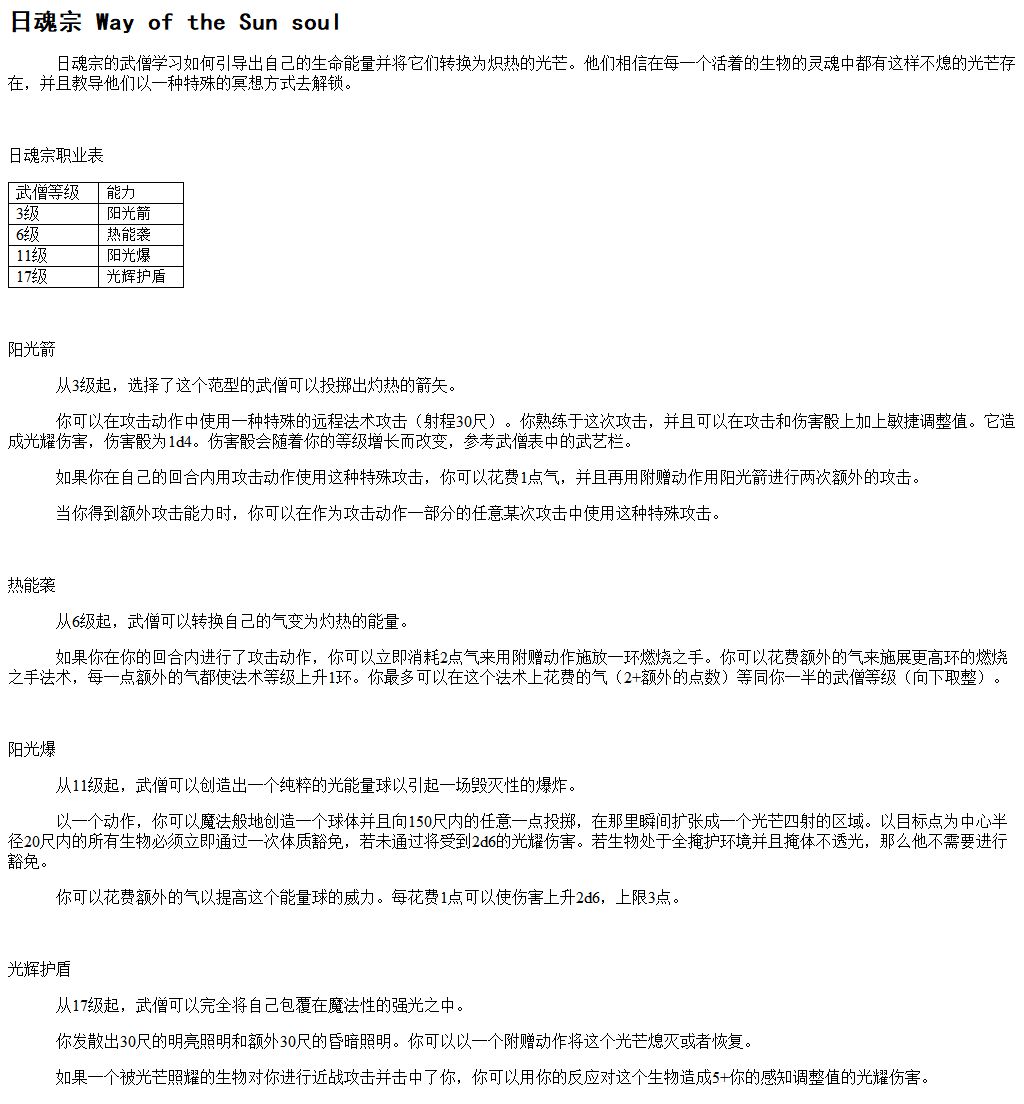 日魂宗 Way of the Sun soul
日魂宗的武僧学习如何引导出自己的生命能量并将它们转换为炽热的光芒。他们相信在每一个活着的生物的灵魂中都有这样不熄的光芒存
在，并且教导他们以一种特殊的冥想方式去解锁。
日魂宗职业表
武僧等级 能力
3级 阳光箭
6级 热能袭
11级 阳光爆
17级 光辉护盾
阳光箭
从3级起，选择了这个范型的武僧可以投掷出灼热的箭矢。
你可以在攻击动作中使用一种特殊的远程法术攻击（射程30尺）。你熟练于这次攻击，并且可以在攻击和伤害骰上加上敏捷调整值。它造
成光耀伤害，伤害骰为1d4。伤害骰会随着你的等级增长而改变，参考武僧表中的武艺栏。
如果你在自己的回合内用攻击动作使用这种特殊攻击，你可以花费1点气，并且再用附赠动作用阳光箭进行两次额外的攻击。
当你得到额外攻击能力时，你可以在作为攻击动作一部分的任意某次攻击中使用这种特殊攻击。
热能袭
从6级起，武僧可以转换自己的气变为灼热的能量。
如果你在你的回合内进行了攻击动作，你可以立即消耗2点气来用附赠动作施放一环燃烧之手。你可以花费额外的气来施展更高环的燃烧
之手法术，每一点额外的气都使法术等级上升1环。你最多可以在这个法术上花费的气（2+额外的点数）等同你一半的武僧等级（向下取整）。
阳光爆
从11级起，武僧可以创造出一个纯粹的光能量球以引起一场毁灭性的爆炸。
以一个动作，你可以魔法般地创造一个球体并且向150尺内的任意一点投掷，在那里瞬间扩张成一个光芒四射的区域。以目标点为中心半
径20尺内的所有生物必须立即通过一次体质豁免，若未通过将受到2d6的光耀伤害。若生物处于全掩护环境并且掩体不透光，那么他不需要进行
豁免。
你可以花费额外的气以提高这个能量球的威力。每花费1点可以使伤害上升2d6，上限3点。
光辉护盾
从17级起，武僧可以完全将自己包覆在魔法性的强光之中。
你发散出30尺的明亮照明和额外30尺的昏暗照明。你可以以一个附赠动作将这个光芒熄灭或者恢复。
如果一个被光芒照耀的生物对你进行近战攻击并击中了你，你可以用你的反应对这个生物造成5+你的感知调整值的光耀伤害。